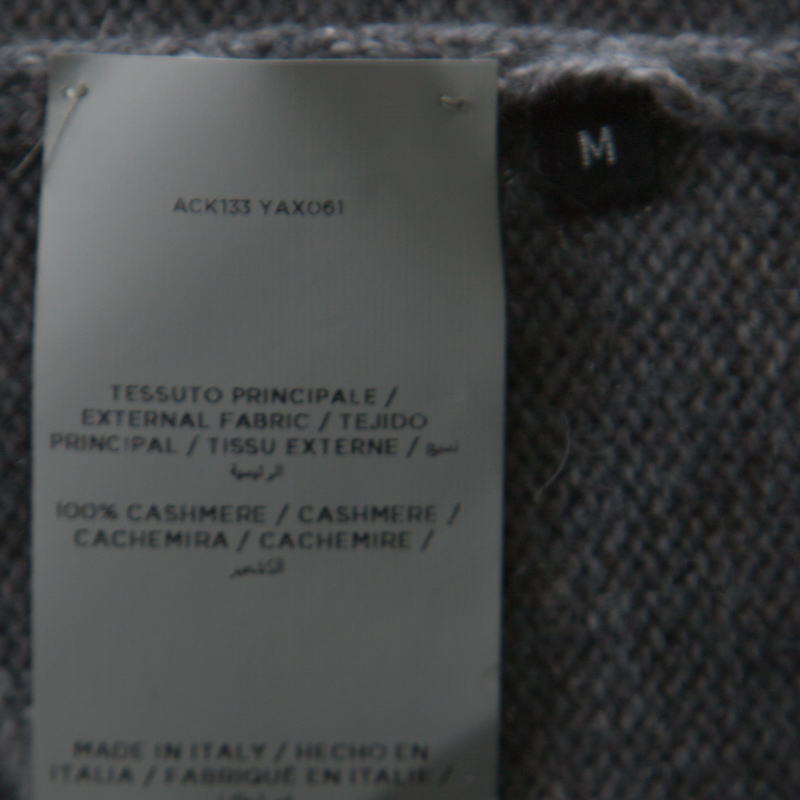 M
ACK133 YAX061
TESSUTO PRINCIPALE /
EXTERNAL FABRIC / TEJIDO
PRINCIPAL / TISSU EXTERNE / نسيج
الرئيسية
100% CASHMERE / CASHMERE /
CACHEMIRA / CACHEMIRE /
الكشمير
MADE IN ITALY / HECHO EN
ITALIA / FABRIQUÉ EN ITALIE /